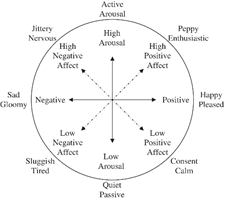 Active
Arousal
Jittery
Nervous
Peppy
Enthusiastic
High
Arousal
High
Negative
Affect
High
Positive
Affect
Sad
Gloomy
Negative
Positive
Happy
Pleased
Low
Negative
Affect
Low
Positive
Affect
Low
Arousal
Sluggish
Tired
Consent
Calm
Quiet
Passive